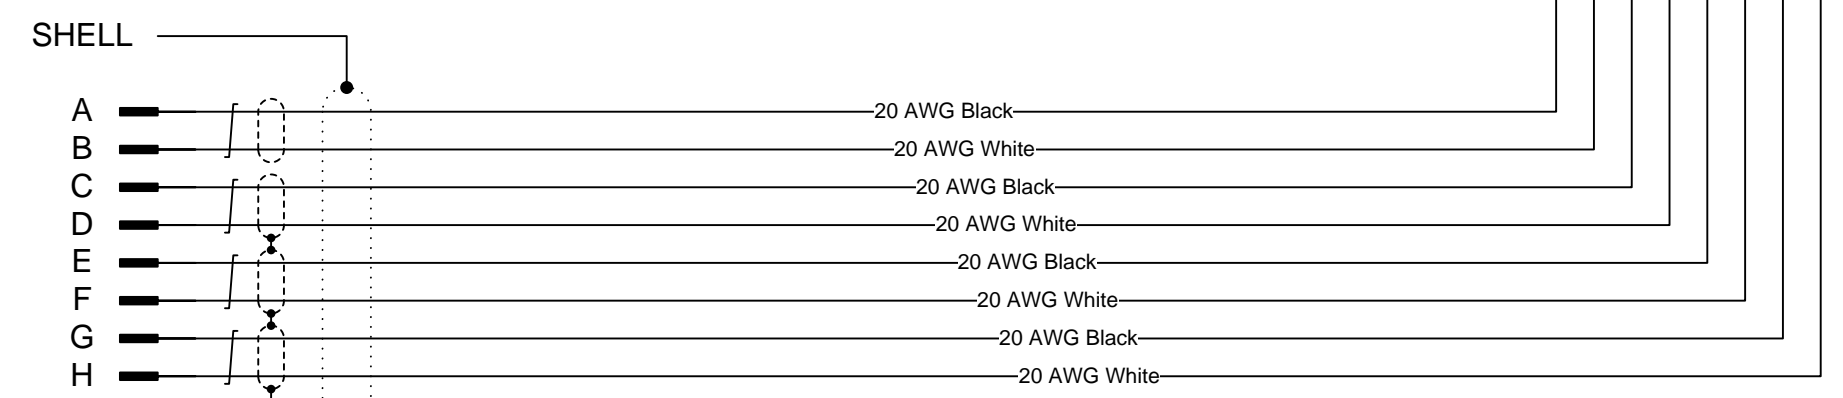 SHELL
A 20 AWG Black
B 20 AWG White
C 20 AWG Black
D 20 AWG White
E 20 AWG Black
F 20 AWG White
G 20 AWG Black
H 20 AWG White